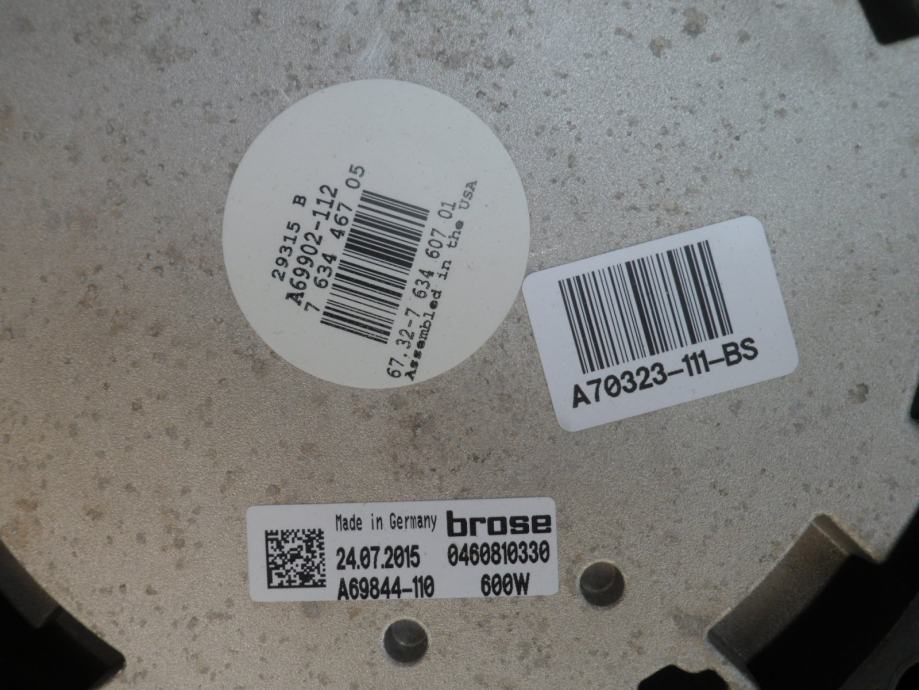 29315 B
A69902-112
7 634 467 05
67.32-7 634 607 01
Assembled in the USA
A70323-111-BS
Made in Germany brose
24.07.2015 0460810330
A69844-110 600W